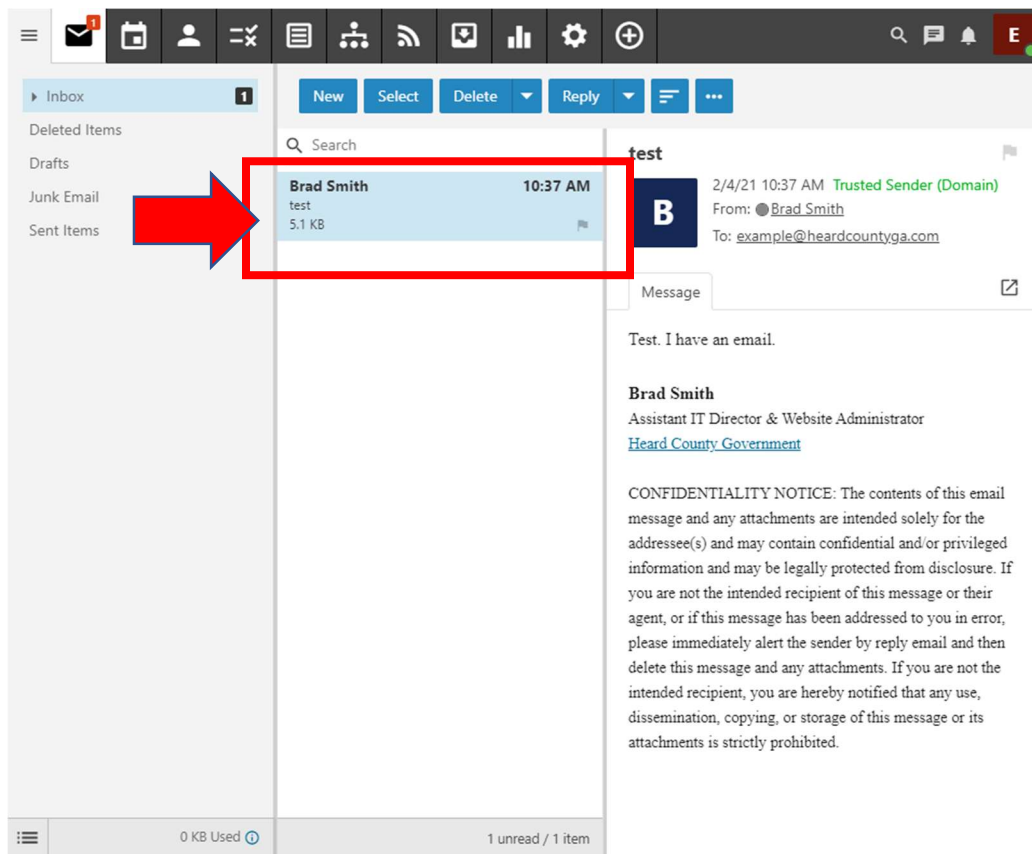 1
E
Inbox 1
Deleted Items
Drafts
Junk Email
Sent Items
New Select Delete Reply
Search
Brad Smith 10:37 AM
test
5.1 KB
test
B
2/4/21 10:37 AM Trusted Sender (Domain)
From: Brad Smith
To: example@heardcountyga.com
Message
Test. I have an email.
Brad Smith
Assistant IT Director & Website Administrator
Heard County Government
CONFIDENTIALITY NOTICE: The contents of this email
message and any attachments are intended solely for the
addressee(s) and may contain confidential and/or privileged
information and may be legally protected from disclosure. If
you are not the intended recipient of this message or their
agent, or if this message has been addressed to you in error,
please immediately alert the sender by reply email and then
delete this message and any attachments. If you are not the
intended recipient, you are hereby notified that any use,
dissemination, copying, or storage of this message or its
attachments is strictly prohibited.
0 KB Used
1 unread / 1 item